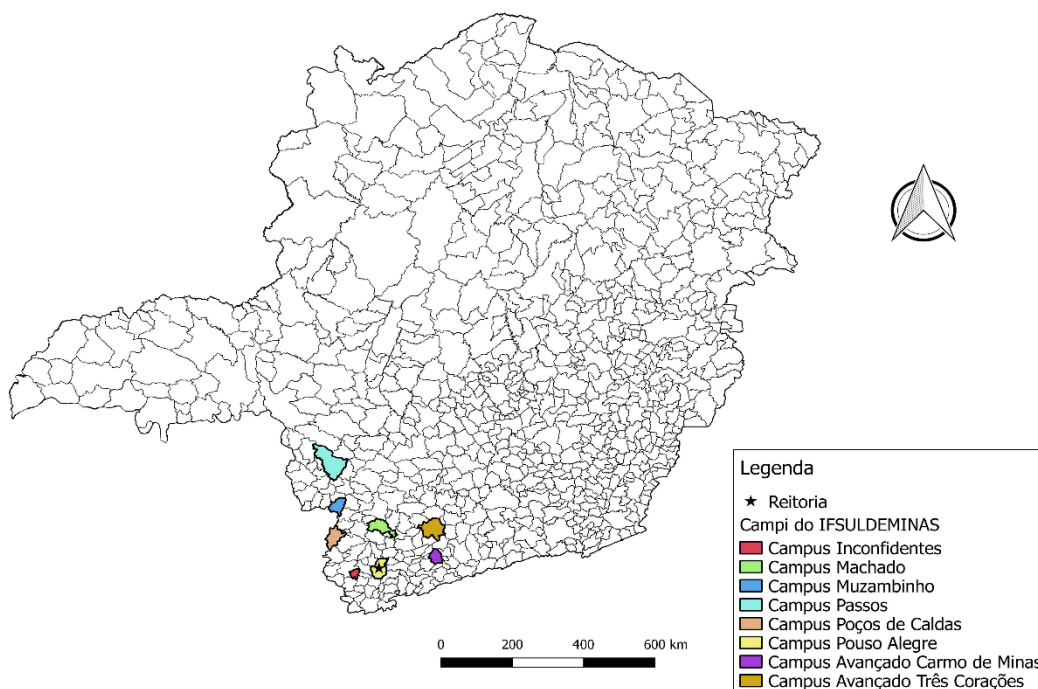 Legenda
Reitoria
Campi do IFSULDEMINAS
Campus Inconfidentes
Campus Machado
Campus Muzambinho
Campus Passos
Campus Poços de Caldas
Campus Pouso Alegre
Campus Avançado Carmo de Minas
Campus Avançado Três Corações
0 200 400 600 km